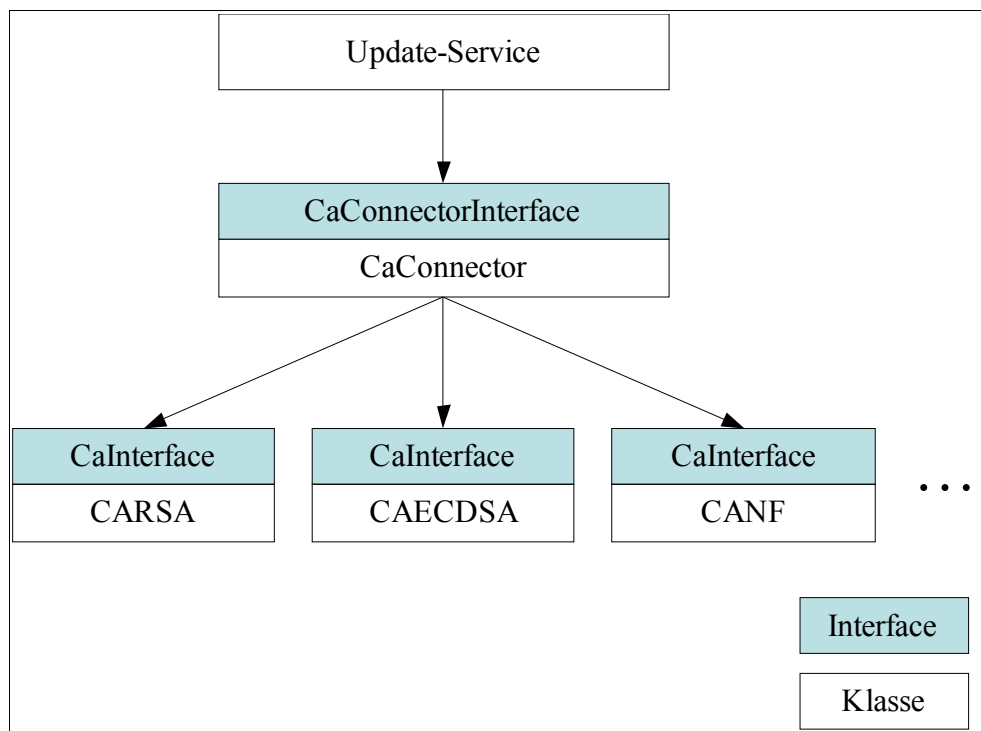 Update-Service
CaConnectorInterface
CaConnector
CaInterface
CARSA
CaInterface
CAECDSA
CaInterface
CANF
...
Interface
Klasse